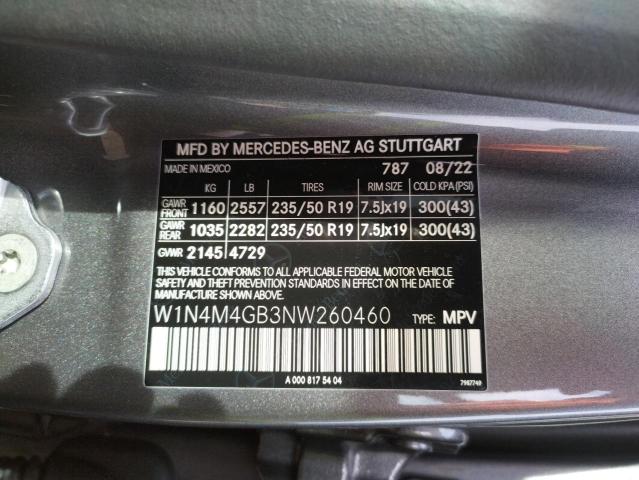 MFD BY MERCEDES-BENZ AG STUTTGART
MADE IN MEXICO 787 08/22
KG LB TIRES RIM SIZE COLD KPA (PSI)
GAWR FRONT 1160 2557 235/50 R19 7.5Jx19 300(43)
GAWR REAR 1035 2282 235/50 R19 7.5Jx19 300(43)
GVWR 2145 4729
THIS VEHICLE CONFORMS TO ALL APPLICABLE FEDERAL MOTOR VEHICLE
SAFETY AND THEFT PREVENTION STANDARDS IN EFFECT ON THE DATE OF
MANUFACTURE SHOWN ABOVE.
W1N4M4GB3NW260460 TYPE: MPV
A 000 817 54 04
7987740